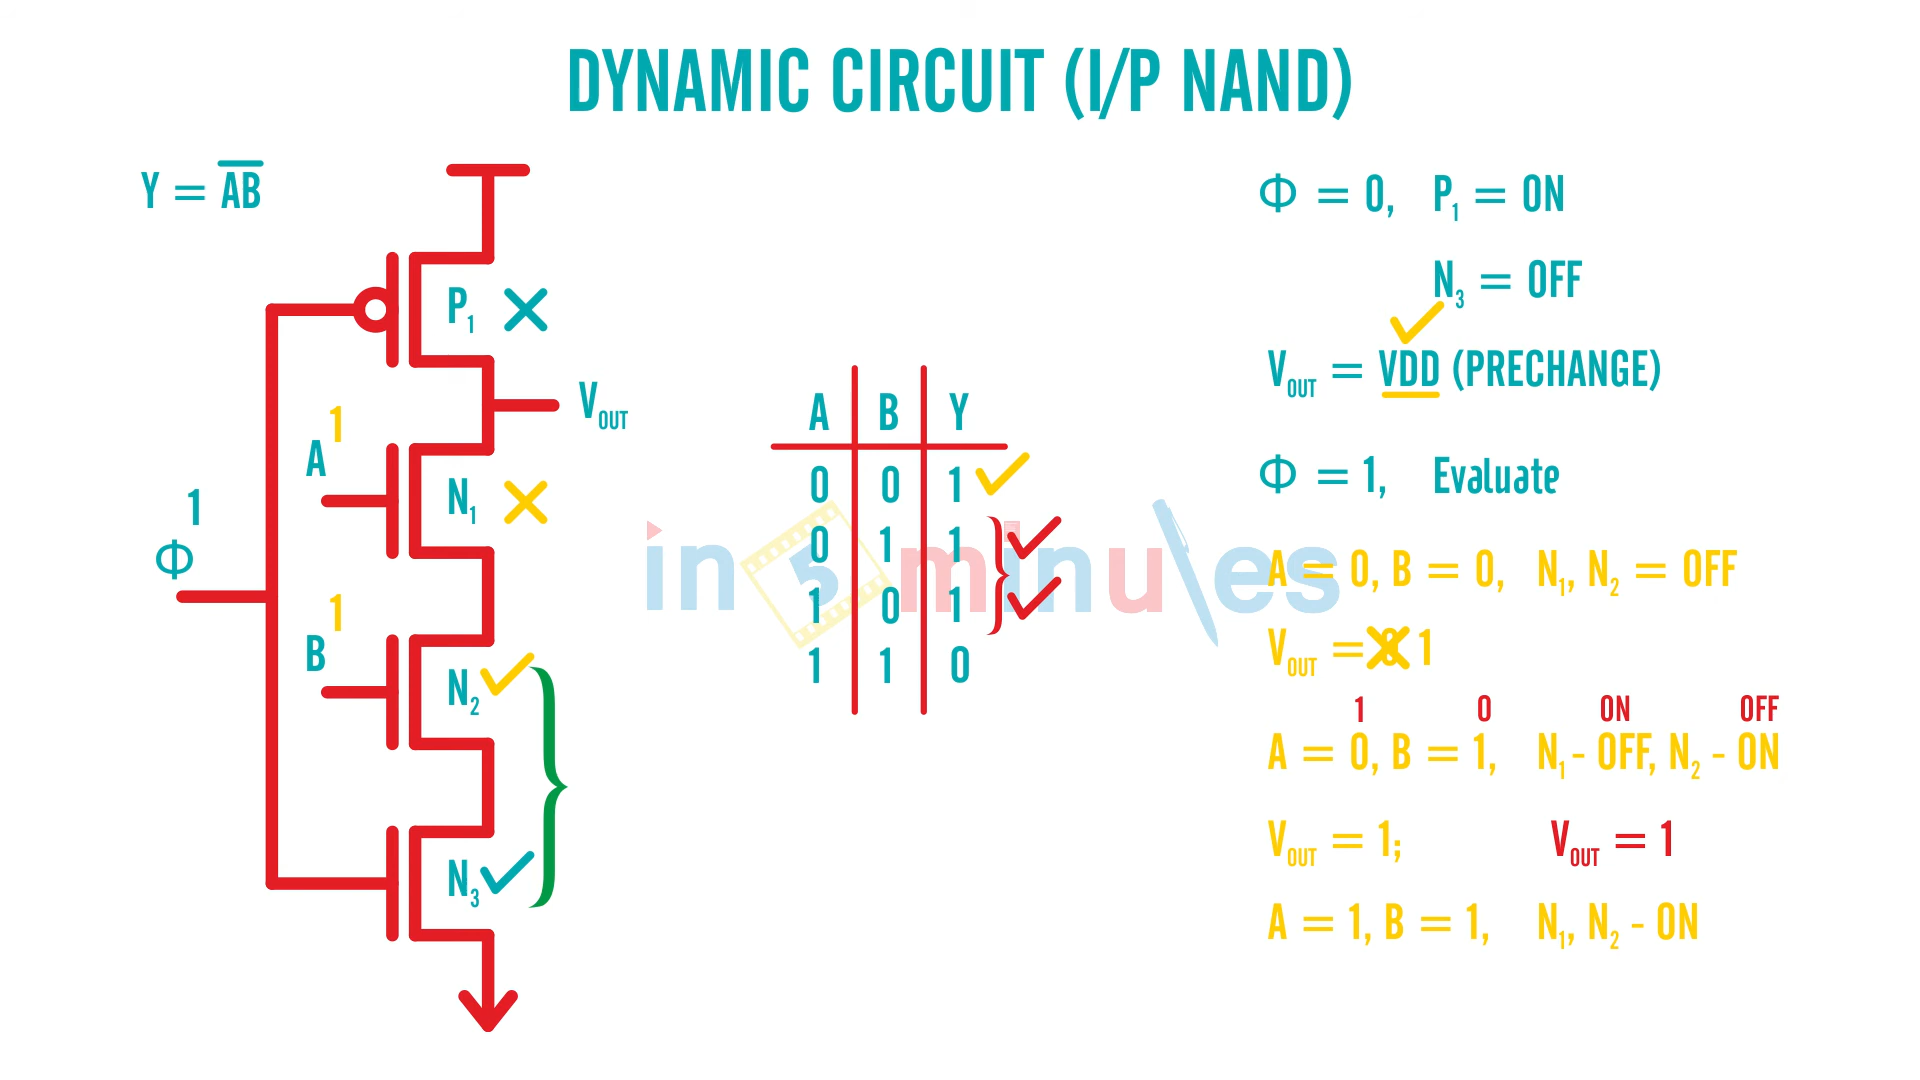 DYNAMIC CIRCUIT (I/P NAND)
Y = A̅B̅
P1
VOUT
1
A
N1
1
Φ
1
B
N2
N3
A B Y
0 0 1
0 1 1
1 0 1
1 1 0
in 5 minutes
Φ = 0, P1 = ON
N3 = OFF
VOUT = VDD (PRECHANGE)
Φ = 1, Evaluate
A = 0, B = 0, N1, N2 = OFF
VOUT = 1
1 0 ON OFF
A = 0, B = 1, N1 - OFF, N2 - ON
VOUT = 1; VOUT = 1
A = 1, B = 1, N1, N2 - ON